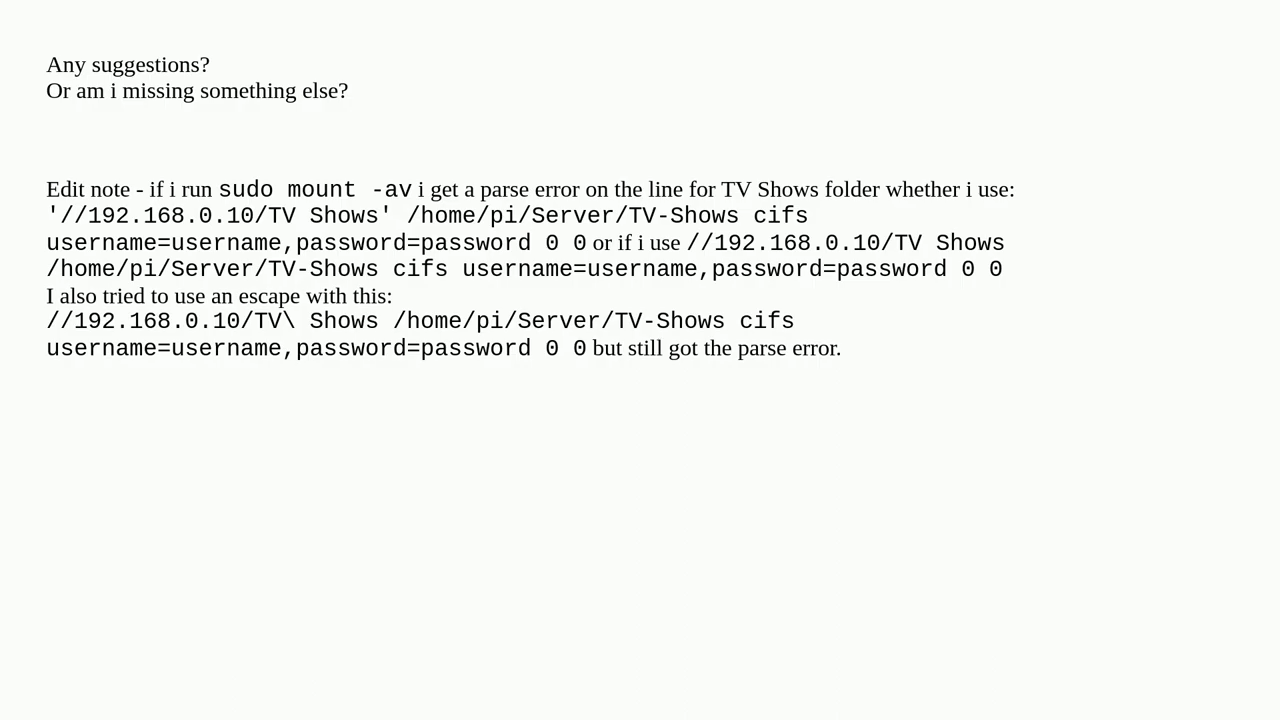 Any suggestions?
Or am i missing something else?
Edit note - if i run sudo mount -av i get a parse error on the line for TV Shows folder whether i use:
'//192.168.0.10/TV Shows' /home/pi/Server/TV-Shows cifs
username=username,password=password 0 0 or if i use //192.168.0.10/TV Shows
/home/pi/Server/TV-Shows cifs username=username,password=password 0 0
I also tried to use an escape with this:
//192.168.0.10/TV\ Shows /home/pi/Server/TV-Shows cifs
username=username,password=password 0 0 but still got the parse error.